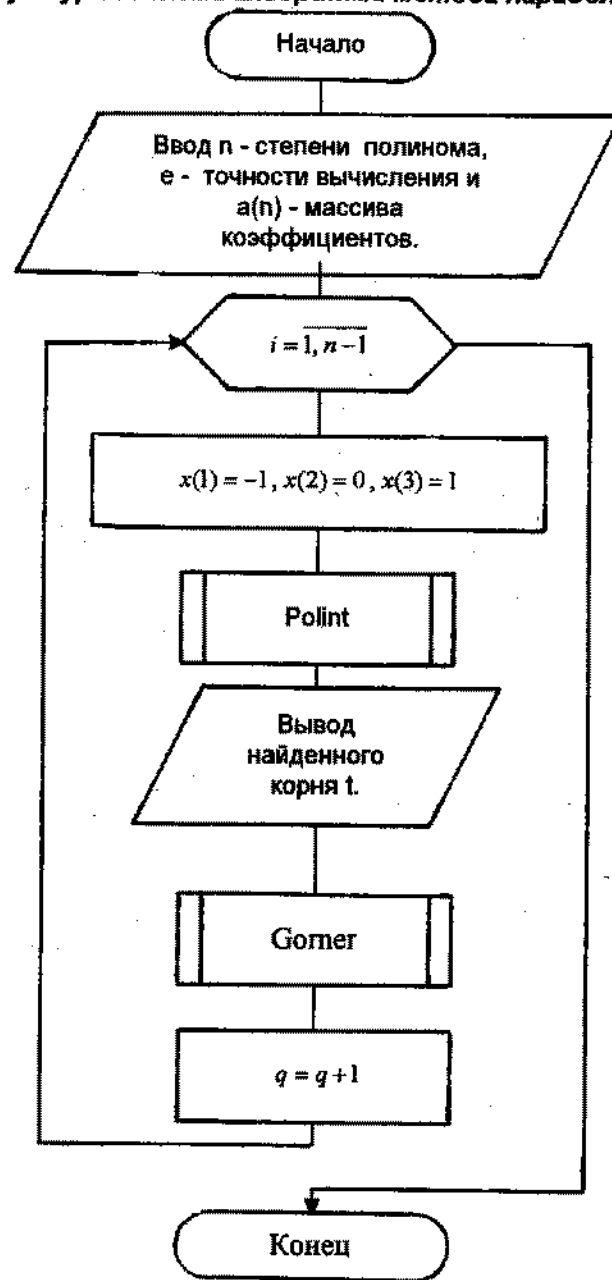 Начало
Ввод n - степени полинома,
e - точности вычисления и
a(n) - массива
коэффициентов.
i = 1, n−1
x(1) = −1, x(2) = 0, x(3) = 1
Polint
Вывод
найденного
корня t.
Gorner
q = q + 1
Конец